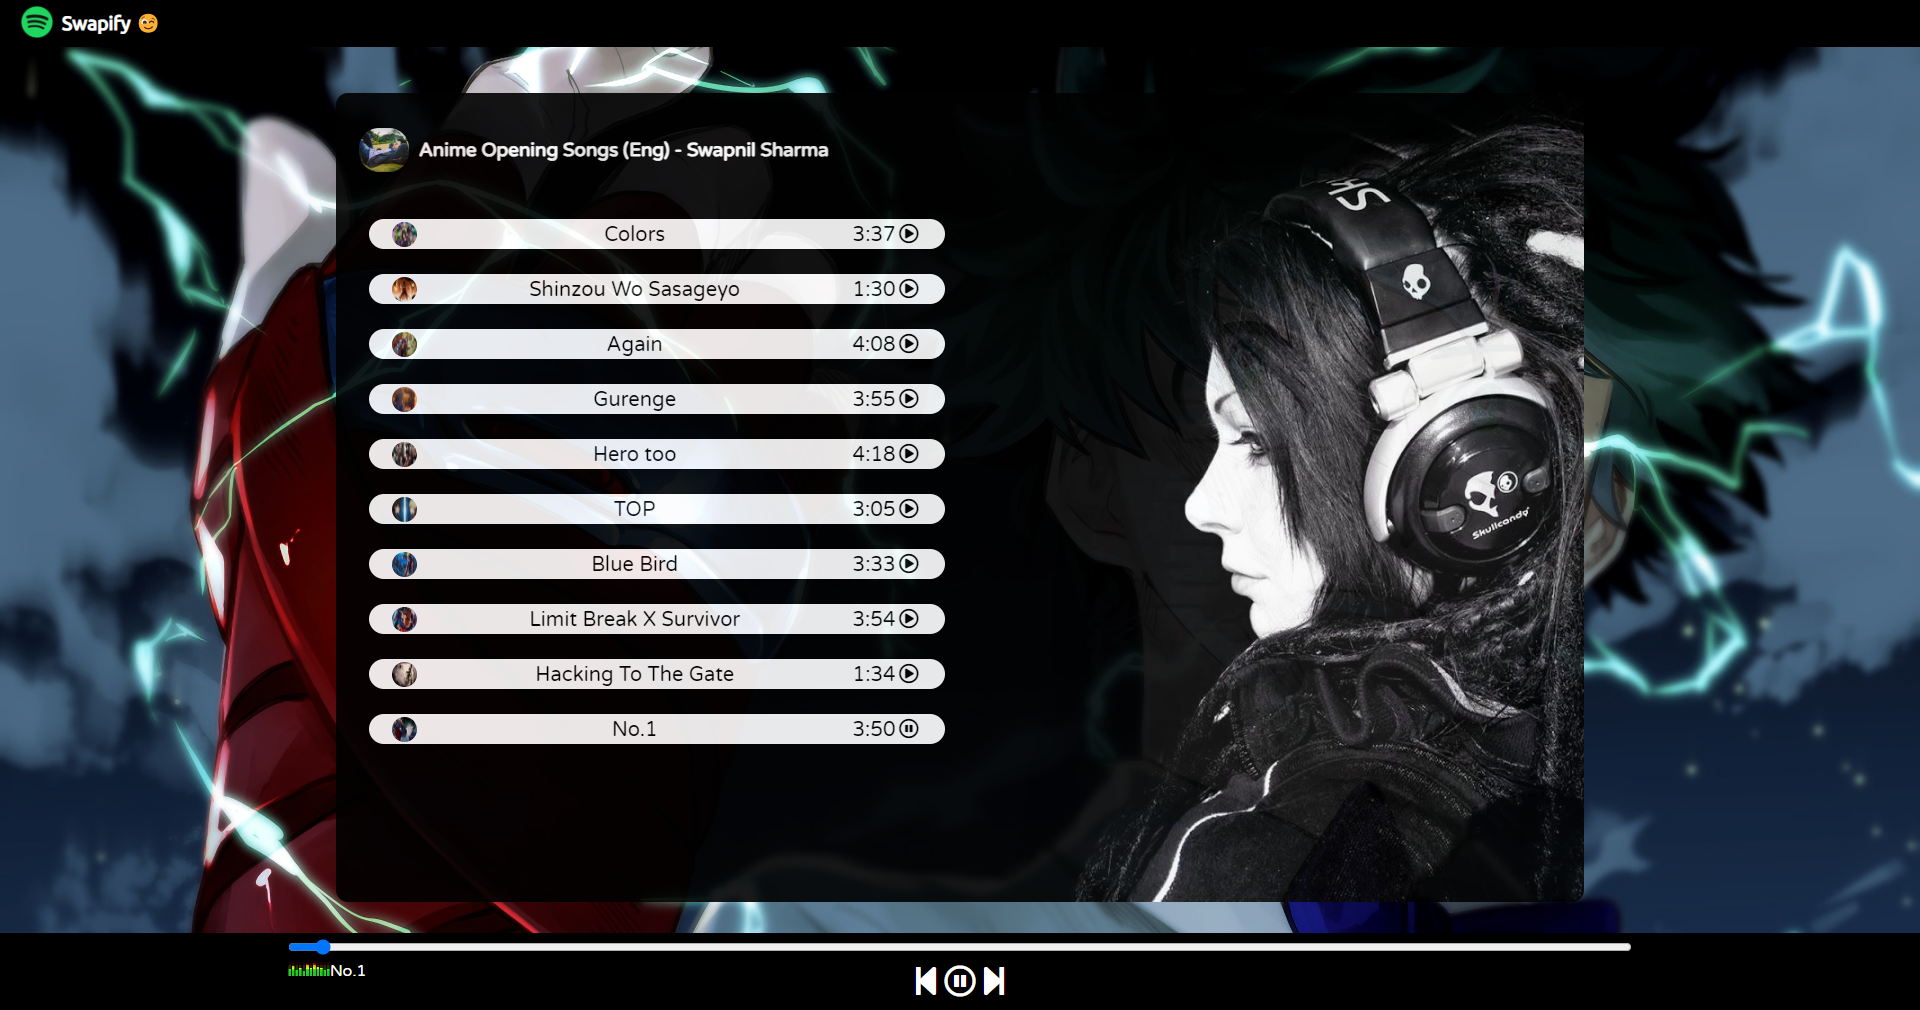 Swapify 😊
Anime Opening Songs (Eng) - Swapnil Sharma
Colors 3:37
Shinzou Wo Sasageyo 1:30
Again 4:08
Gurenge 3:55
Hero too 4:18
TOP 3:05
Blue Bird 3:33
Limit Break X Survivor 3:54
Hacking To The Gate 1:34
No.1 3:50
Skullcandy
No.1